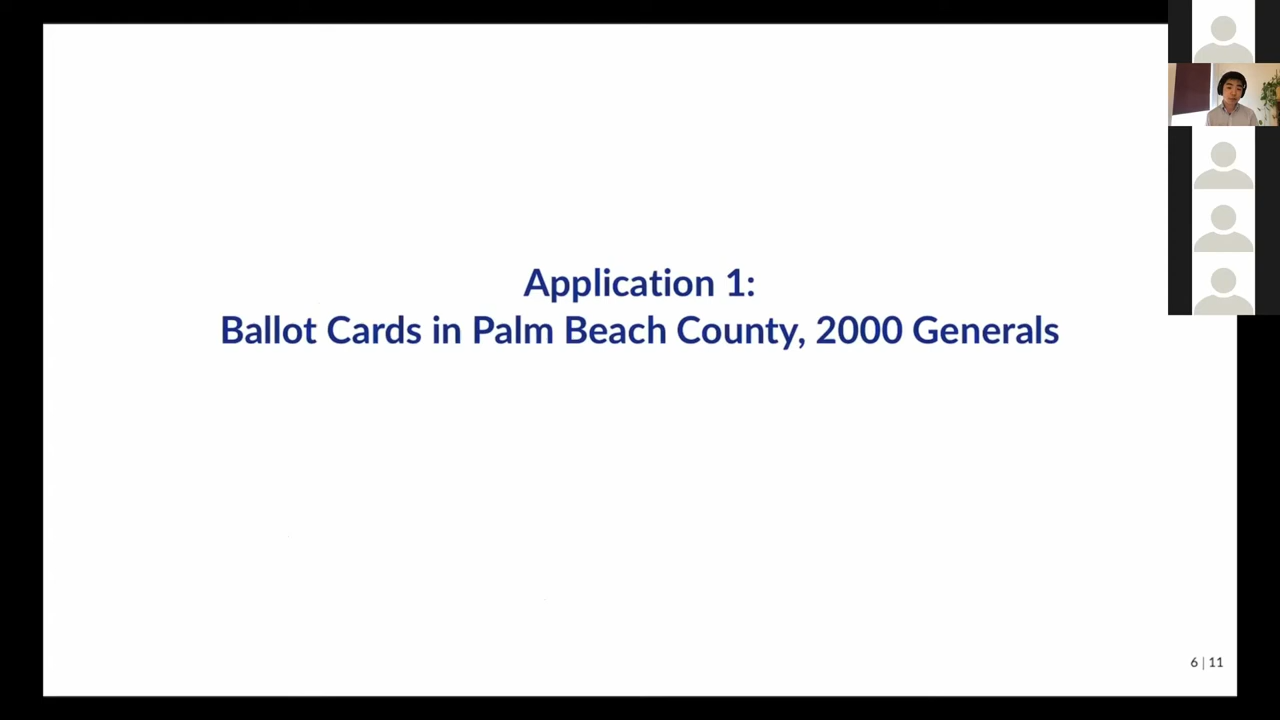 Application 1:
Ballot Cards in Palm Beach County, 2000 Generals
6 | 11